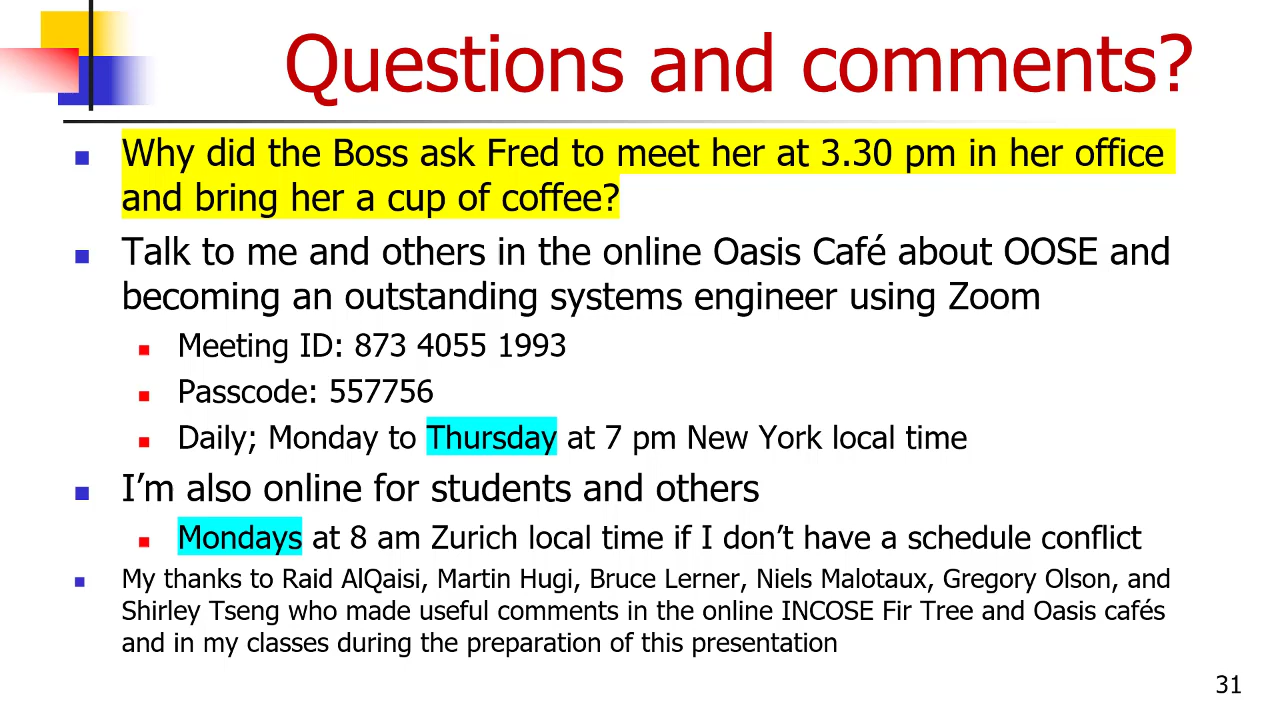 Questions and comments?
Why did the Boss ask Fred to meet her at 3.30 pm in her office
and bring her a cup of coffee?
Talk to me and others in the online Oasis Café about OOSE and
becoming an outstanding systems engineer using Zoom
Meeting ID: 873 4055 1993
Passcode: 557756
Daily; Monday to Thursday at 7 pm New York local time
I’m also online for students and others
Mondays at 8 am Zurich local time if I don’t have a schedule conflict
My thanks to Raid AlQaisi, Martin Hugi, Bruce Lerner, Niels Malotaux, Gregory Olson, and
Shirley Tseng who made useful comments in the online INCOSE Fir Tree and Oasis cafés
and in my classes during the preparation of this presentation
31